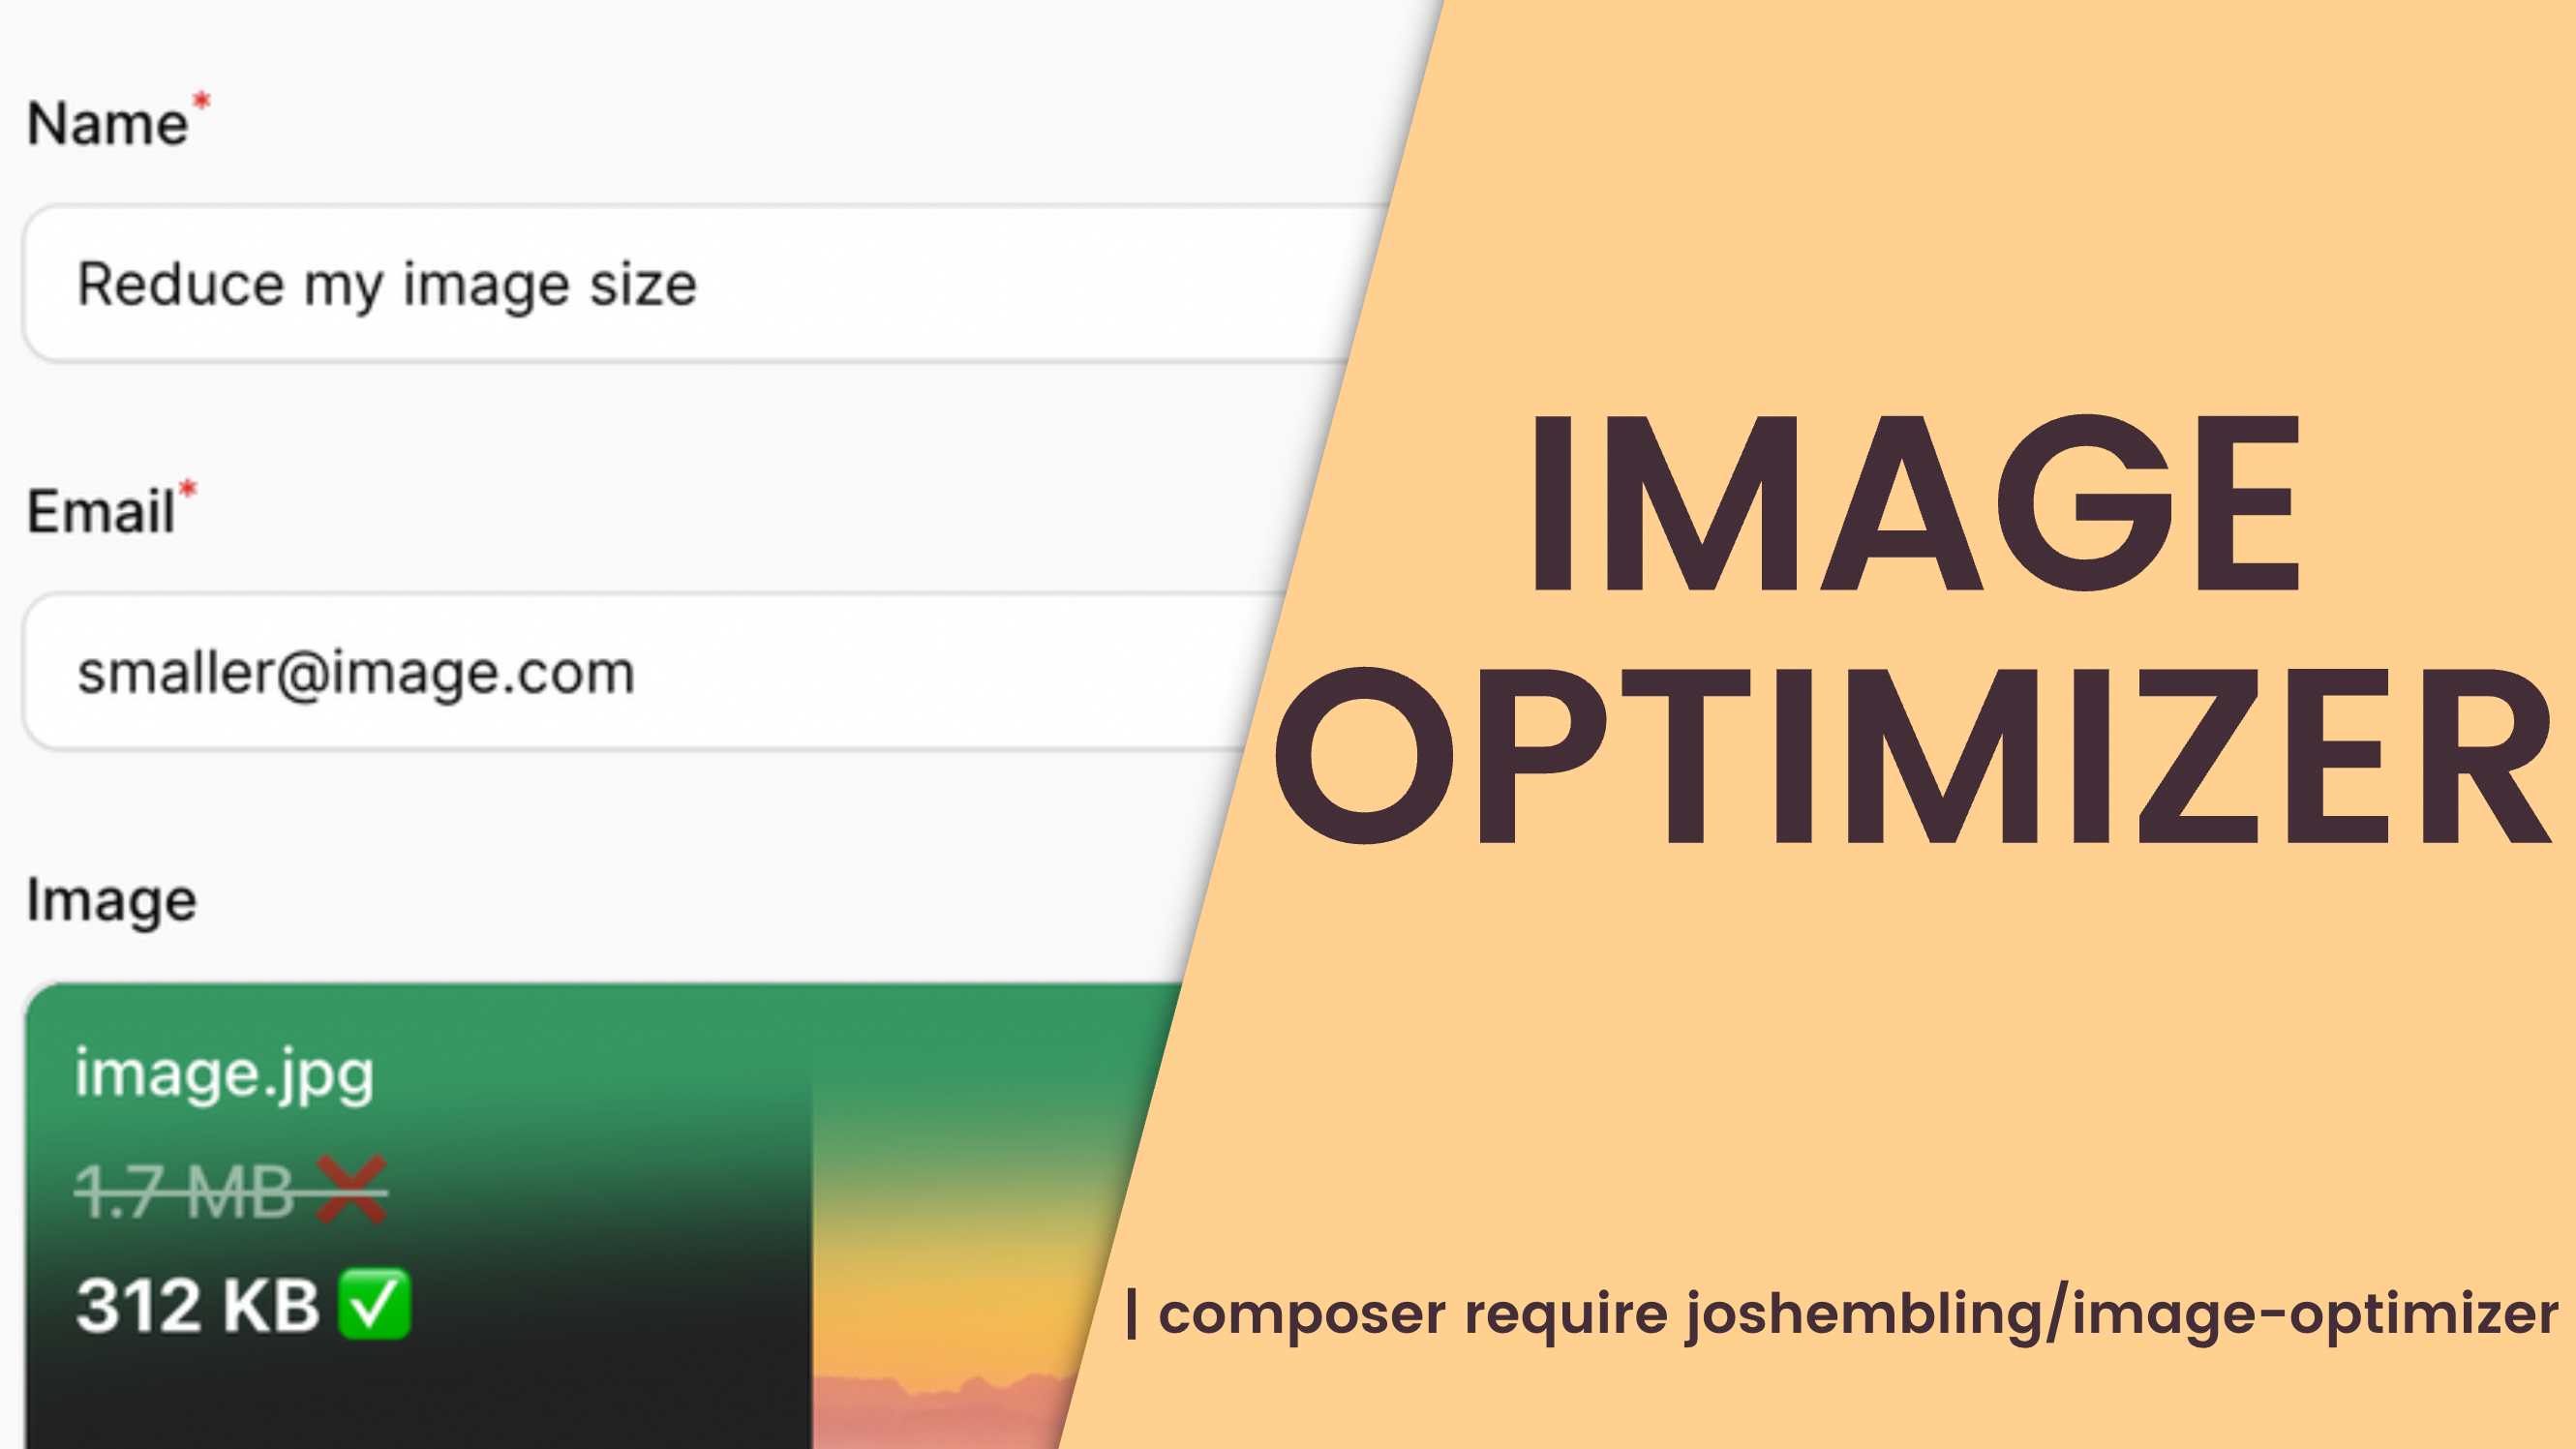 Name*
Reduce my image size
Email*
smaller@image.com
Image
image.jpg
1.7 MB ❌
312 KB ✅
IMAGE
OPTIMIZER
| composer require joshembling/image-optimizer